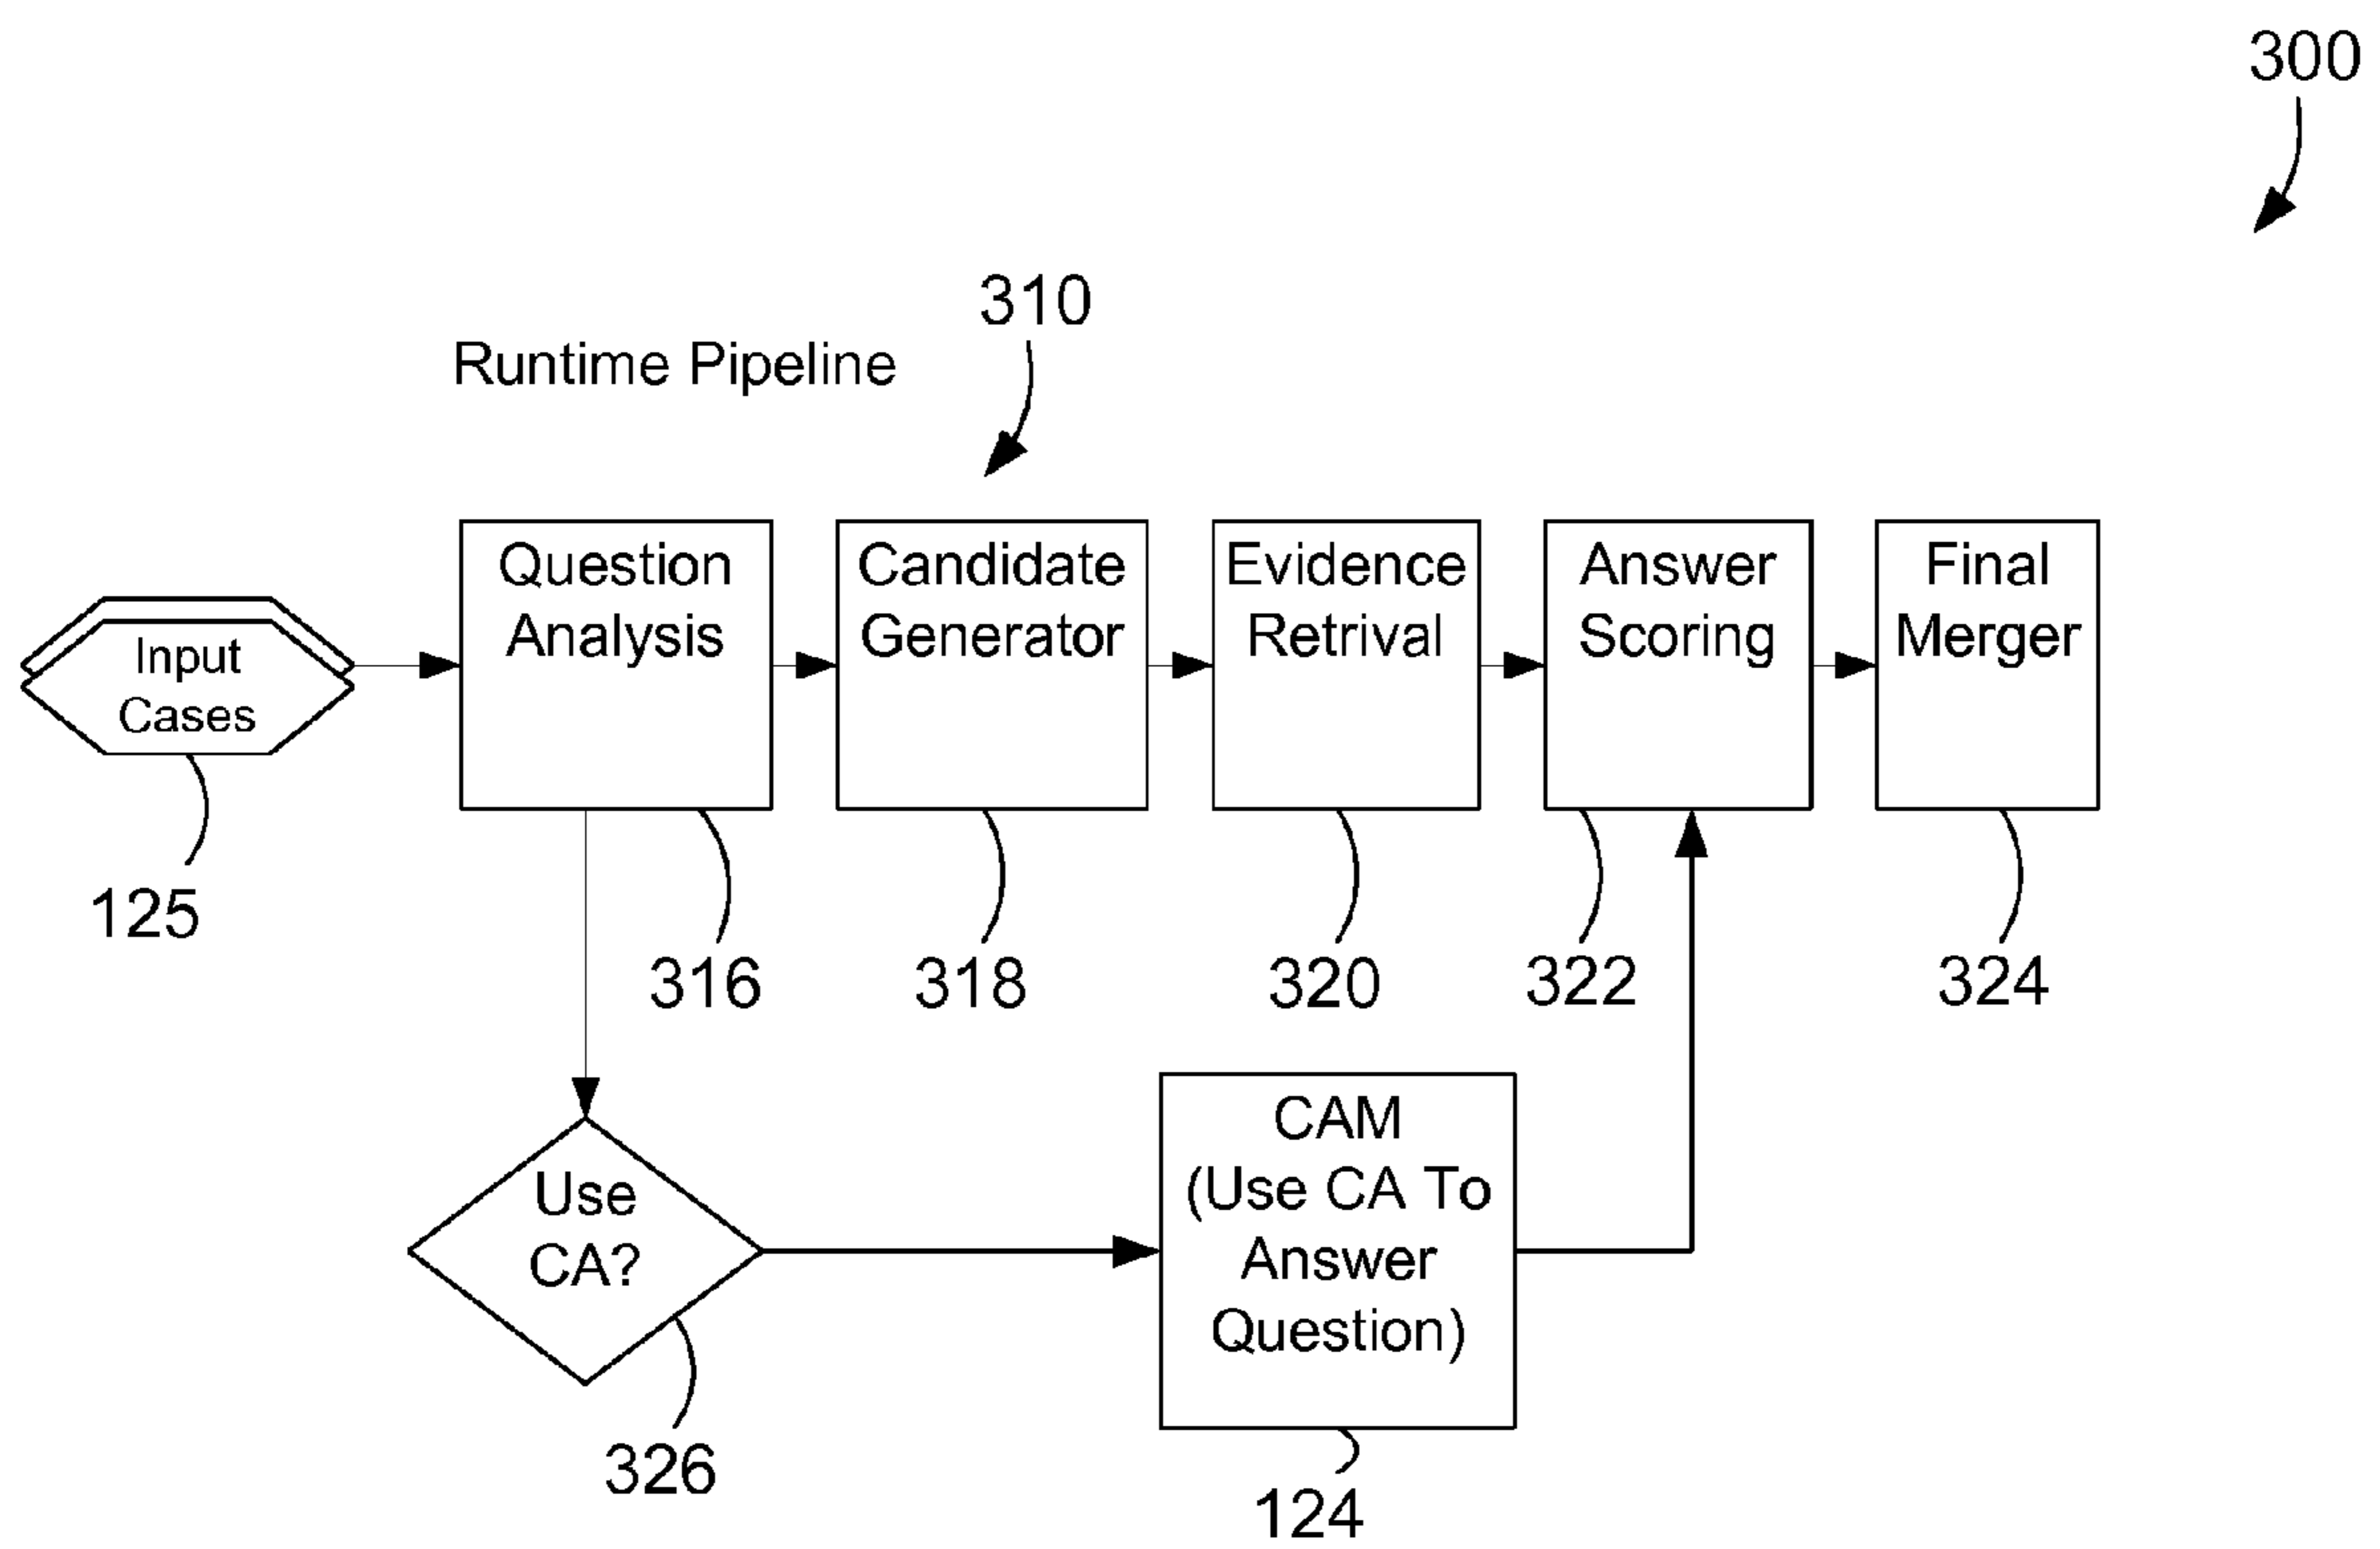 300
310
Runtime Pipeline
Question
Analysis
Candidate
Generator
Evidence
Retrival
Answer
Scoring
Final
Merger
Input
Cases
125
316
318
320
322
324
Use
CA?
CAM
(Use CA To
Answer
Question)
326
124